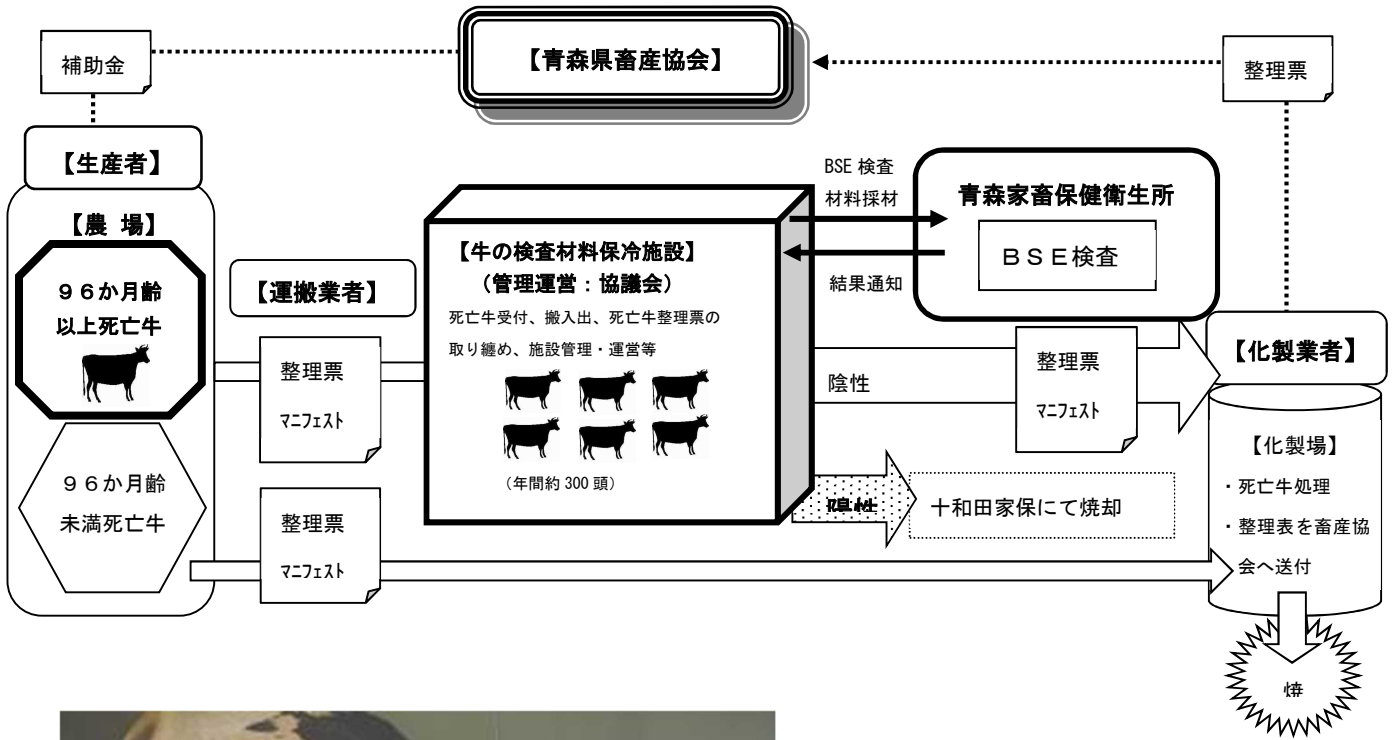 補助金
【青森県畜産協会】
整理票
【生産者】
【農 場】
９６か月齢
以上死亡牛
９６か月齢
未満死亡牛
【運搬業者】
整理票
マニフェスト
整理票
マニフェスト
【牛の検査材料保冷施設】
（管理運営：協議会）
死亡牛受付、搬入出、死亡牛整理票の
取り纏め、施設管理・運営等
（年間約 300 頭）
BSE 検査
材料採材
結果通知
青森家畜保健衛生所
ＢＳＥ検査
陰性
整理票
マニフェスト
陽性
十和田家保にて焼却
【化製業者】
【化製場】
・死亡牛処理
・整理表を畜産協
会へ送付